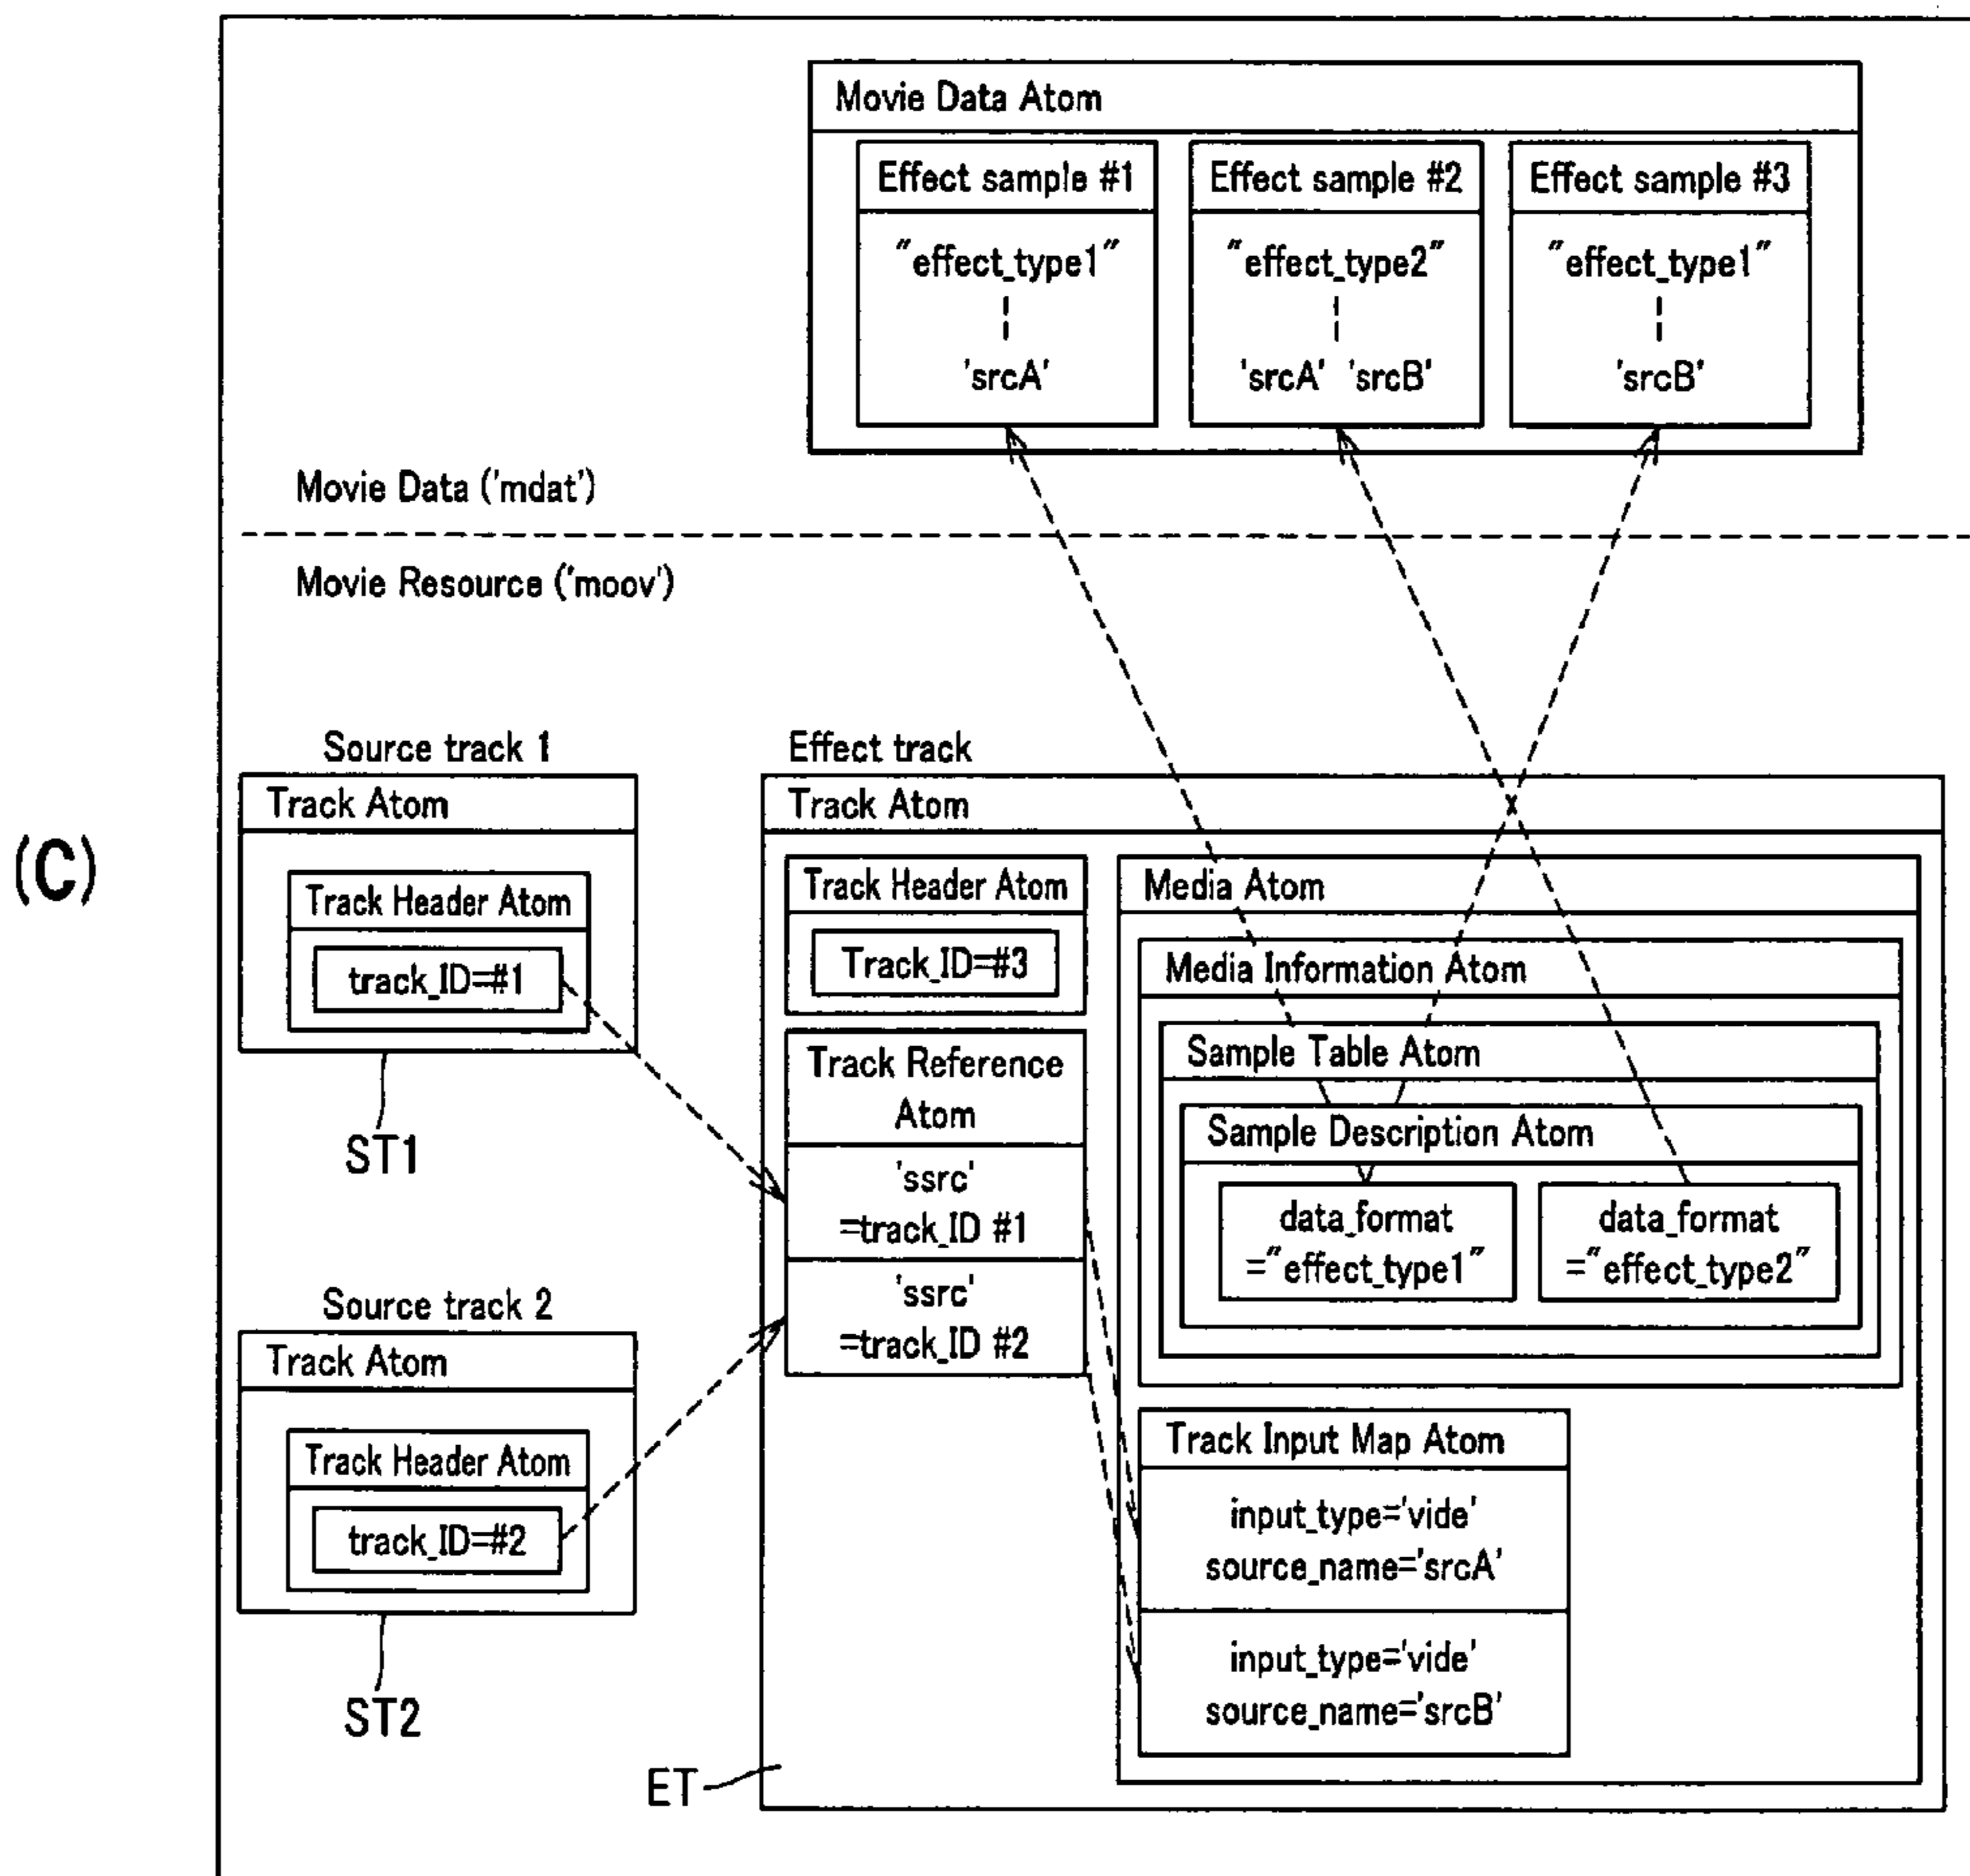 Movie Data Atom
Effect sample #1
"effect_type1"
'srcA'
Effect sample #2
"effect_type2"
'srcA' 'srcB'
Effect sample #3
"effect_type1"
'srcB'
Movie Data ('mdat')
Movie Resource ('moov')
(C)
Source track 1
Track Atom
Track Header Atom
track_ID=#1
ST1
Source track 2
Track Atom
Track Header Atom
track_ID=#2
ST2
Effect track
Track Atom
Track Header Atom
Track_ID=#3
Track Reference
Atom
'ssrc'
=track_ID #1
'ssrc'
=track_ID #2
Media Atom
Media Information Atom
Sample Table Atom
Sample Description Atom
data_format
="effect_type1"
data_format
="effect_type2"
Track Input Map Atom
input_type='vide'
source_name='srcA'
input_type='vide'
source_name='srcB'
ET